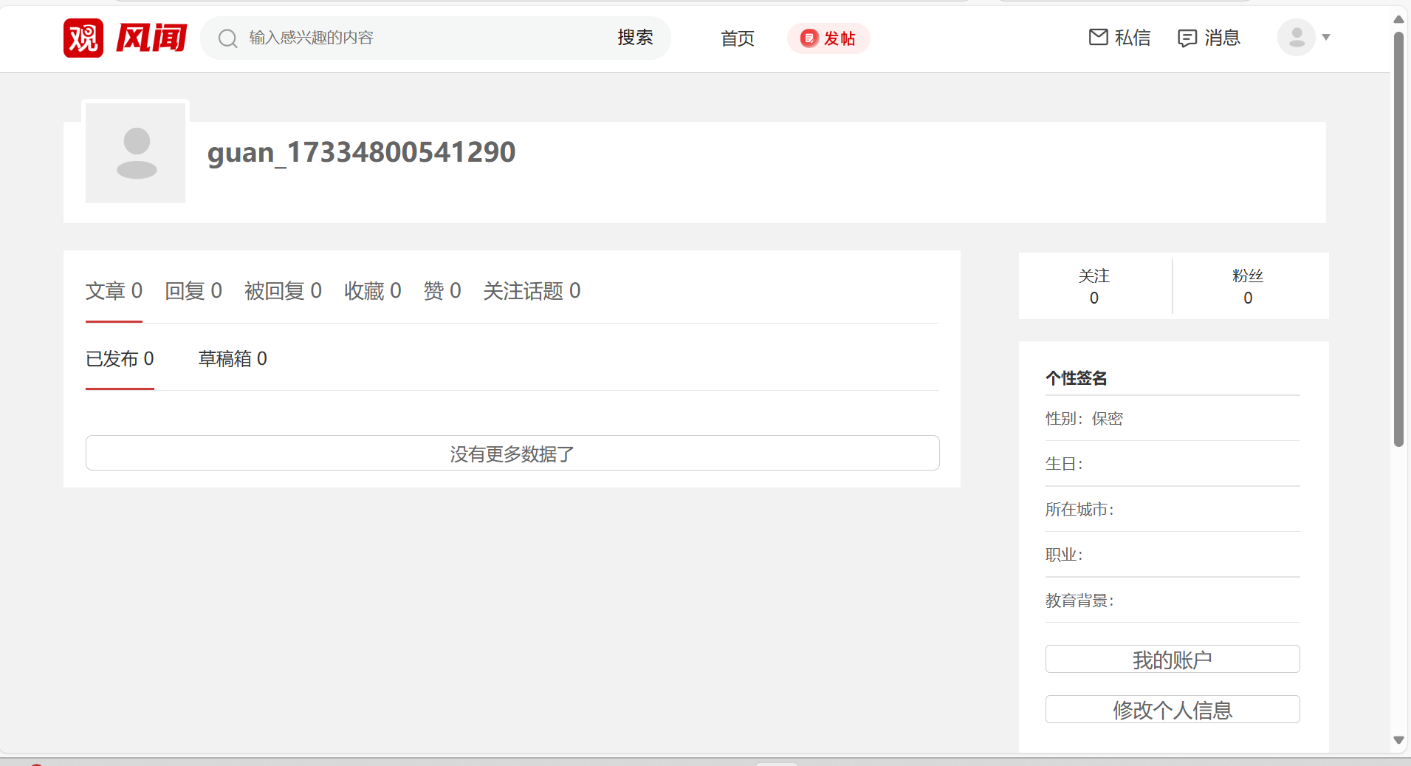 观 风闻 输入感兴趣的内容 搜索 首页 发帖 私信 消息
guan_17334800541290
文章 0 回复 0 被回复 0 收藏 0 赞 0 关注话题 0
已发布 0 草稿箱 0
没有更多数据了
关注 粉丝
0 0
个性签名
性别：保密
生日：
所在城市：
职业：
教育背景：
我的账户
修改个人信息